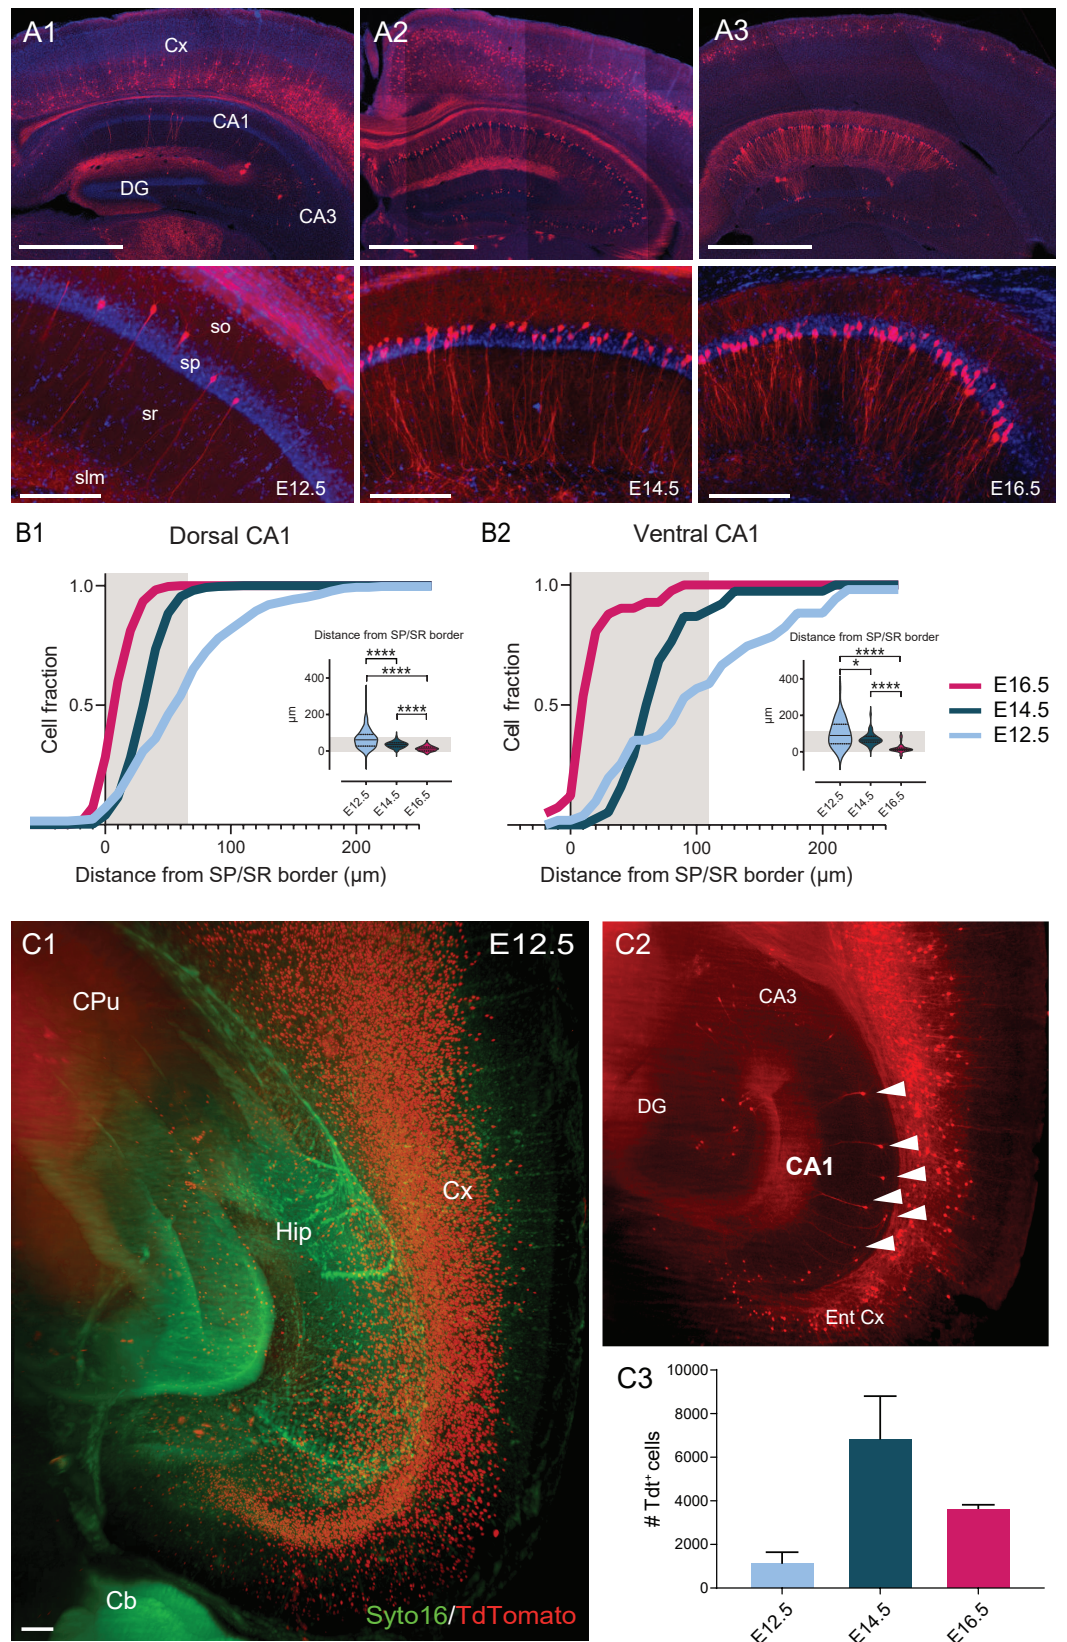 A1
Cx
CA1
DG
CA3
A2
A3
so
sp
sr
slm
E12.5
E14.5
E16.5
B1
Dorsal CA1
1.0
0.5
Cell fraction
0
100
200
Distance from SP/SR border (µm)
Distance from SP/SR border
****
****
****
400
200
0
µm
E12.5
E14.5
E16.5
B2
Ventral CA1
1.0
0.5
Cell fraction
0
100
200
Distance from SP/SR border (µm)
Distance from SP/SR border
****
*
****
400
200
0
µm
E12.5
E14.5
E16.5
E16.5
E14.5
E12.5
C1
E12.5
CPu
Cx
Hip
Cb
Syto16/TdTomato
C2
CA3
DG
CA1
Ent Cx
C3
10000
8000
6000
4000
2000
0
# Tdt+ cells
E12.5
E14.5
E16.5